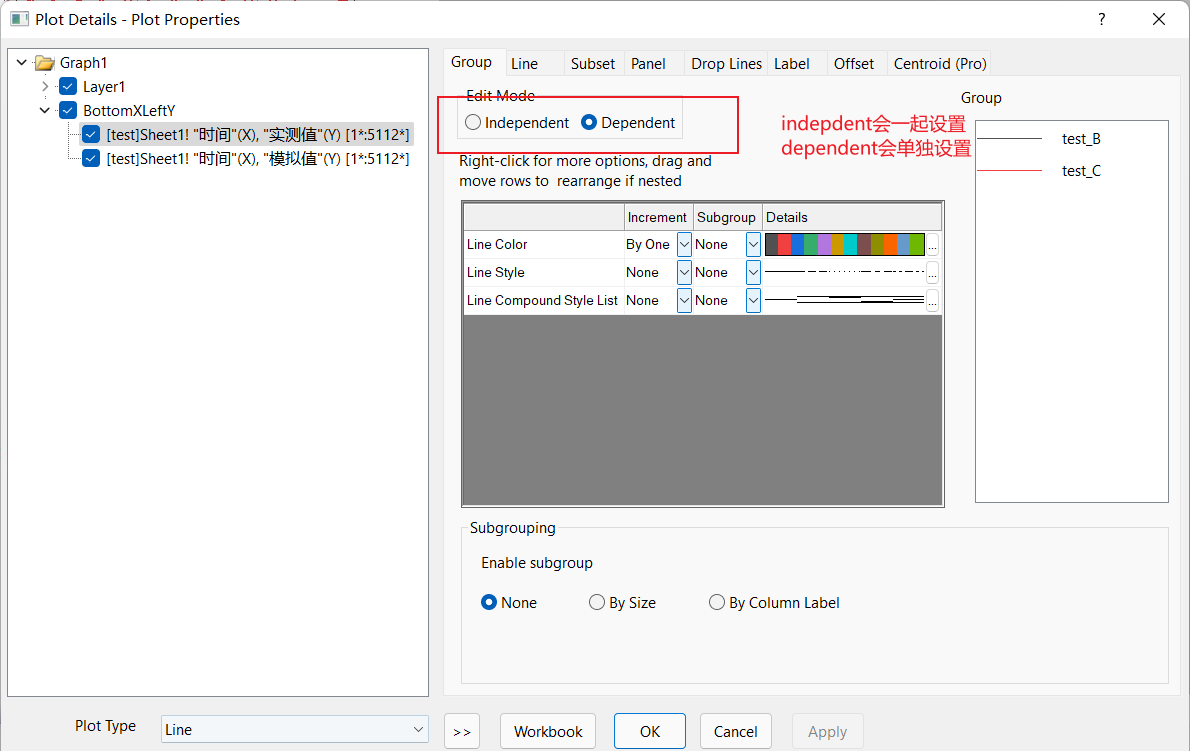 Plot Details - Plot Properties
?
Graph1
Layer1
BottomXLeftY
[test]Sheet1! "时间"(X), "实测值"(Y) [1*:5112*]
[test]Sheet1! "时间"(X), "模拟值"(Y) [1*:5112*]
Group Line Subset Panel Drop Lines Label Offset Centroid (Pro)
Edit Mode
Independent Dependent
indepdent会一起设置
dependent会单独设置
Right-click for more options, drag and
move rows to rearrange if nested
Increment Subgroup Details
Line Color By One None ...
Line Style None None ...
Line Compound Style List None None ...
Group
test_B
test_C
Subgrouping
Enable subgroup
None By Size By Column Label
Plot Type Line >> Workbook OK Cancel Apply